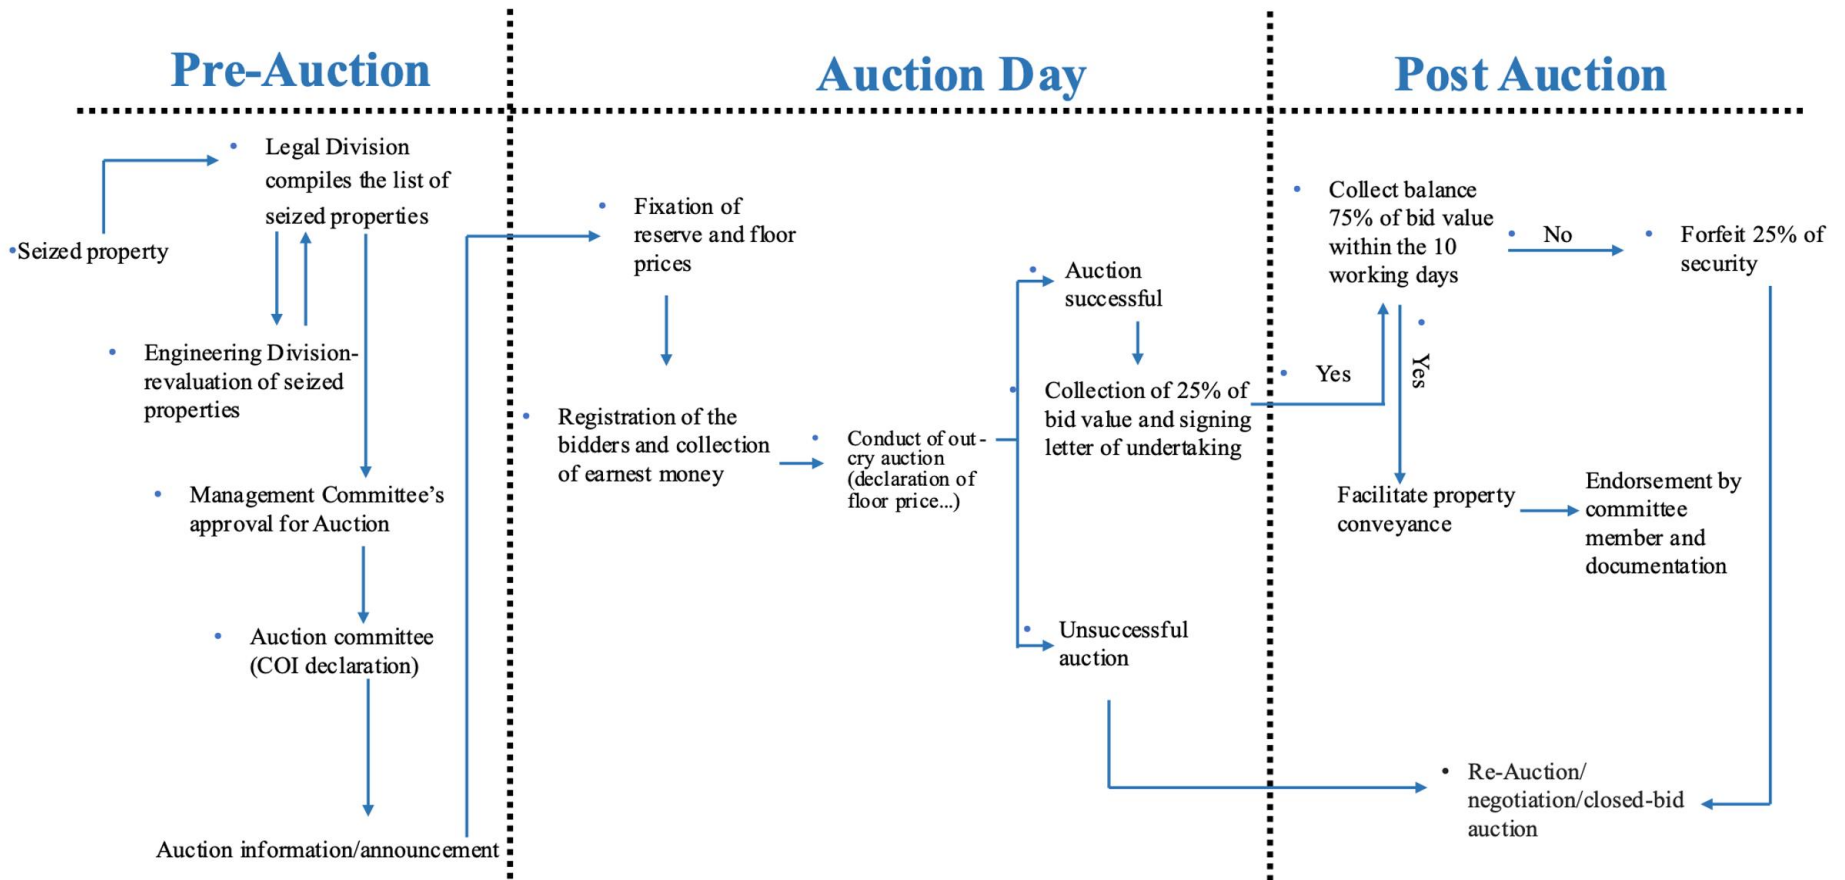 Pre-Auction
Auction Day
Post Auction
• Legal Division
compiles the list of
seized properties
•Seized property
• Engineering Division-
revaluation of seized
properties
• Management Committee’s
approval for Auction
• Auction committee
(COI declaration)
Auction information/announcement
• Fixation of
reserve and floor
prices
• Registration of the
bidders and collection
of earnest money
• Conduct of out-
cry auction
(declaration of
floor price...)
• Auction
successful
• Collection of 25% of
bid value and signing
letter of undertaking
• Unsuccessful
auction
• Yes
• Collect balance
75% of bid value
within the 10
working days
• No
• Forfeit 25% of
security
• Yes
Facilitate property
conveyance
Endorsement by
committee
member and
documentation
• Re-Auction/
negotiation/closed-bid
auction